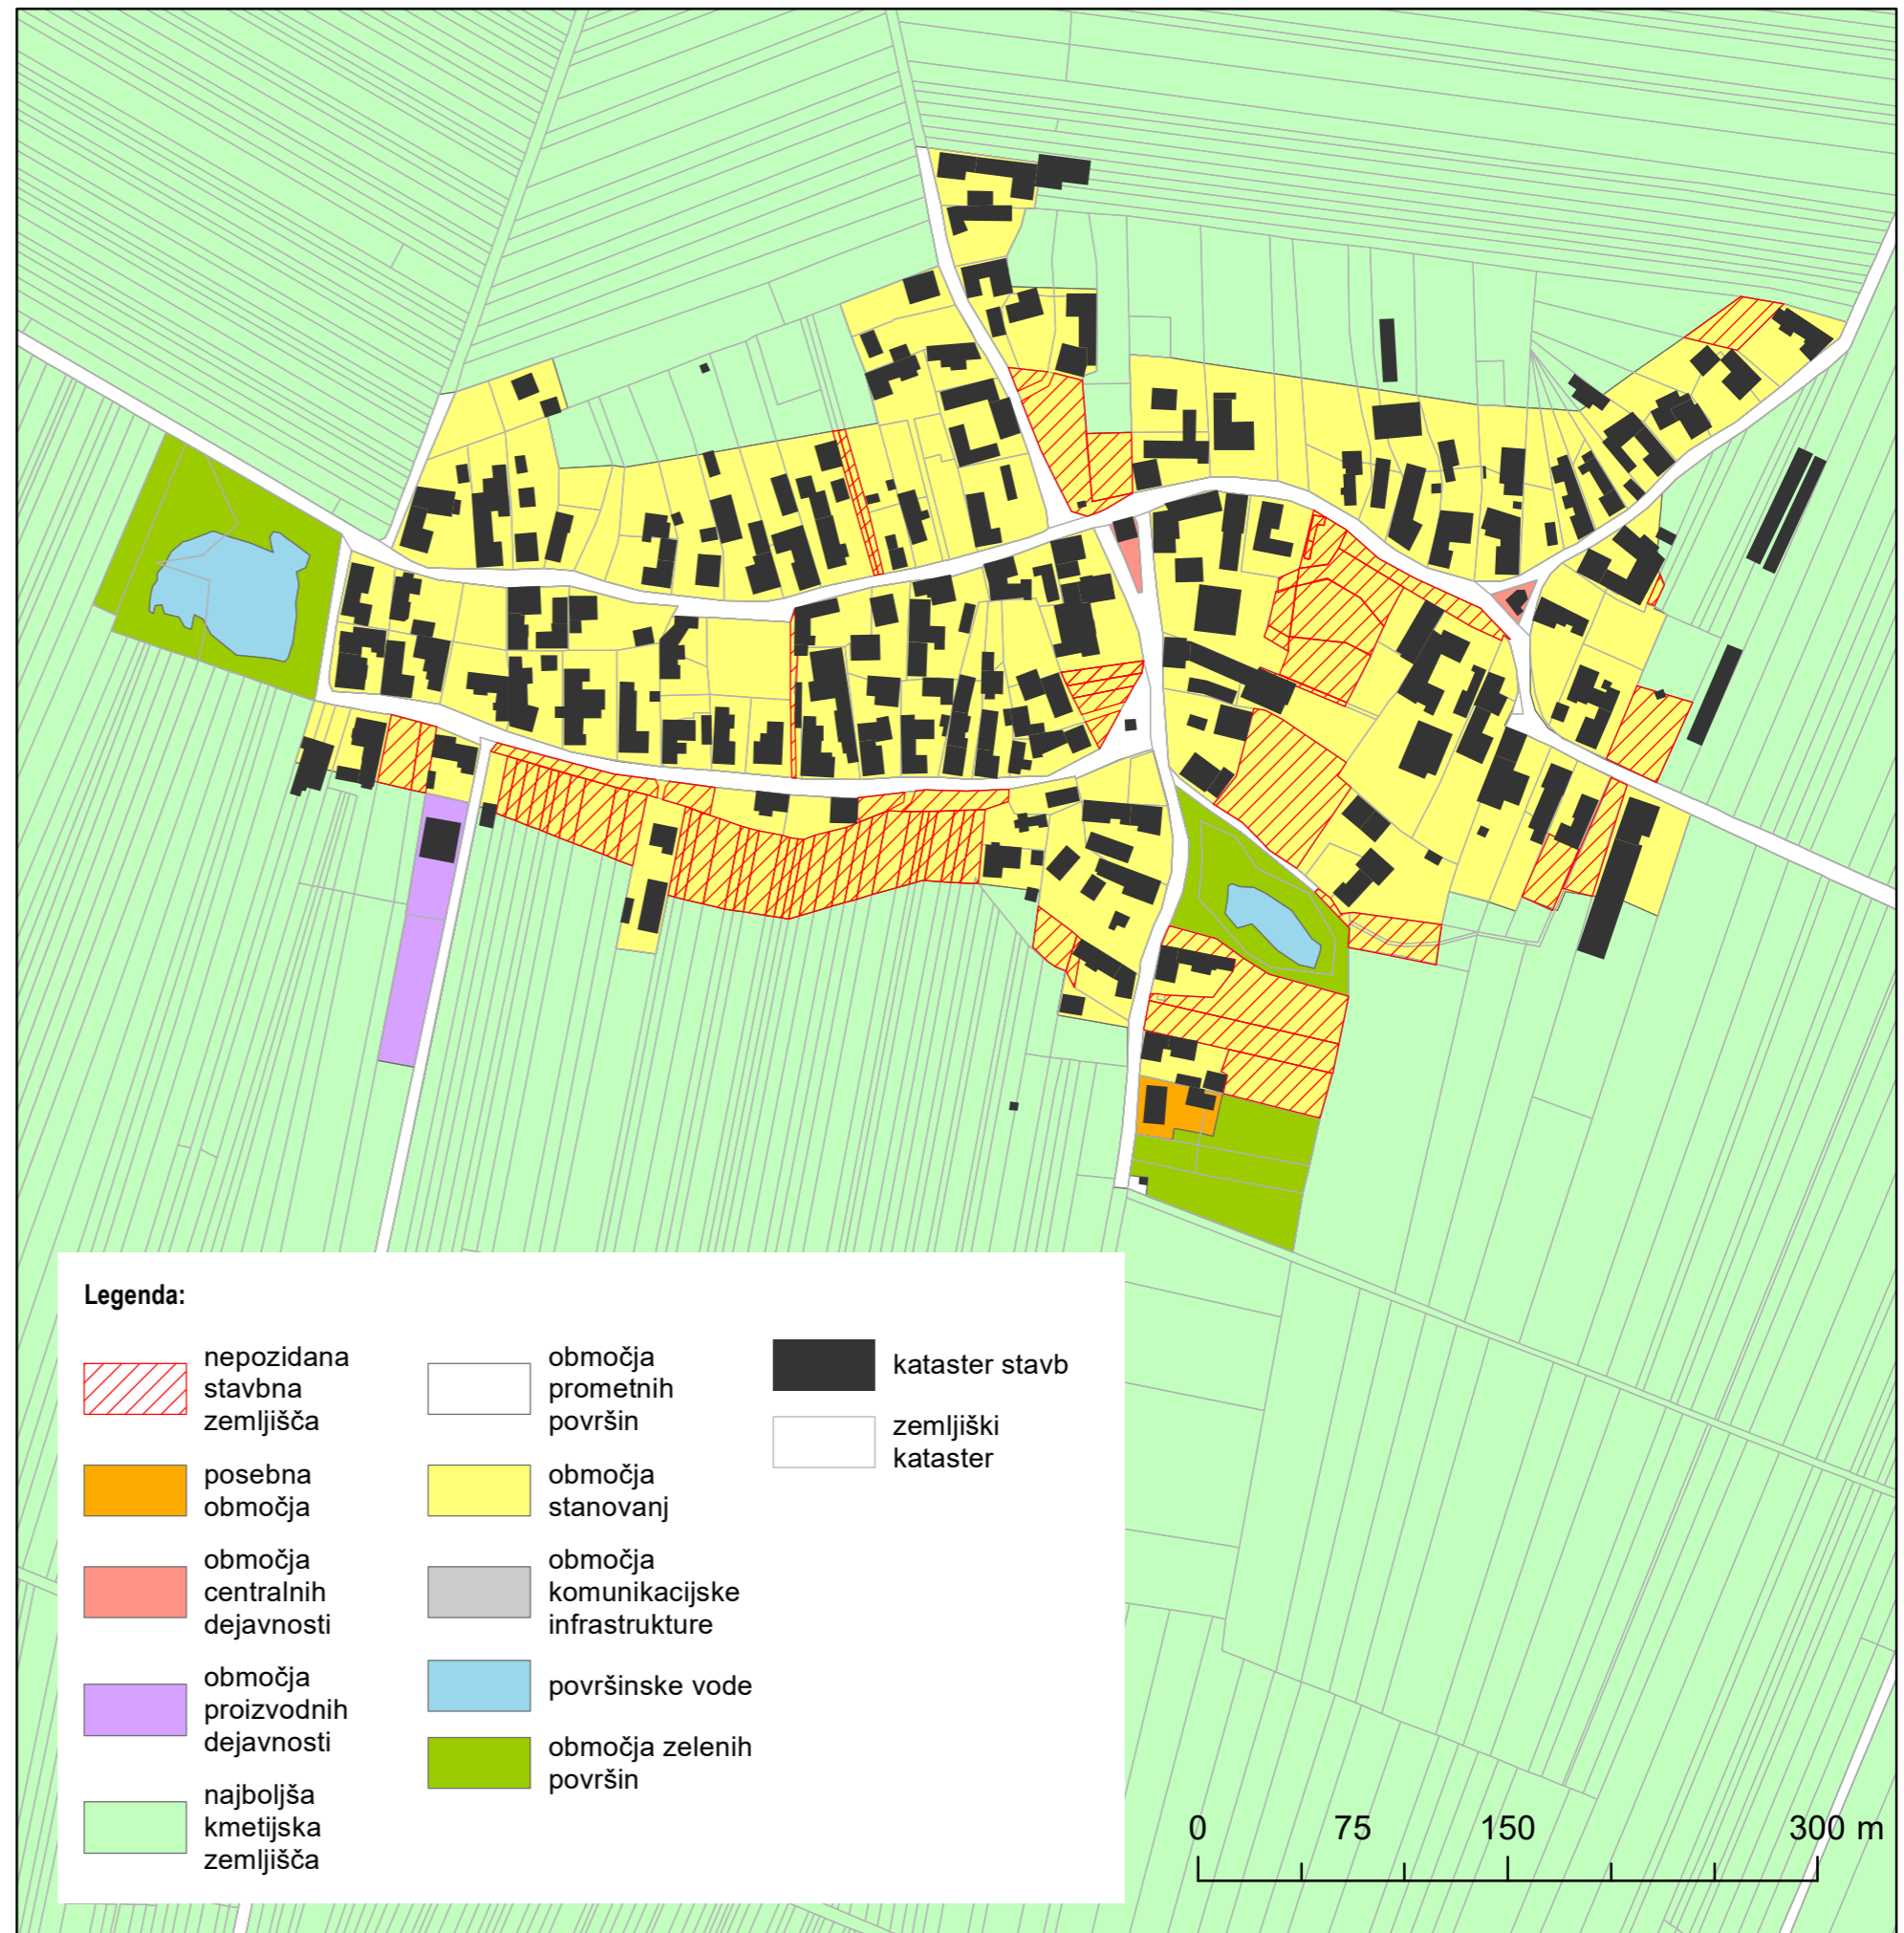 Legenda:
nepozidana
stavbna
zemljišča
posebna
območja
območja
centralnih
dejavnosti
območja
proizvodnih
dejavnosti
najboljša
kmetijska
zemljišča
območja
prometnih
površin
območja
stanovanj
območja
komunikacijske
infrastrukture
površinske vode
območja zelenih
površin
kataster stavb
zemljiški
kataster
0 75 150 300 m